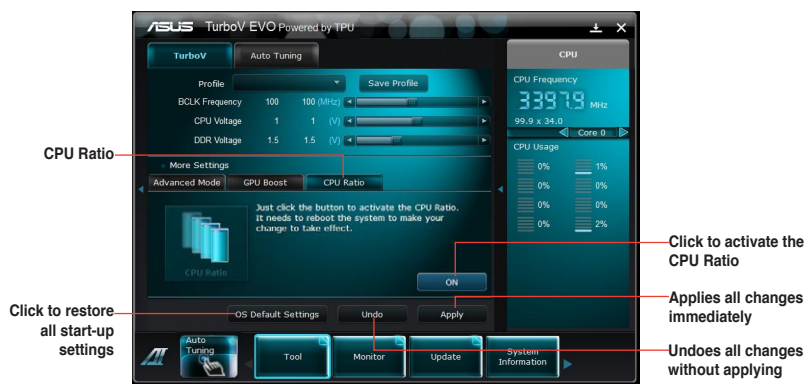 ASUS TurboV EVO Powered by TPU
TurboV
Auto Tuning
Profile
Save Profile
BCLK Frequency 100 100 (MHz)
CPU Voltage 1 1 (V)
DDR Voltage 1.5 1.5 (V)
More Settings
Advanced Mode
GPU Boost
CPU Ratio
Just click the button to activate the CPU Ratio.
It needs to reboot the system to make your
change to take effect.
CPU Ratio
ON
OS Default Settings
Undo
Apply
CPU
CPU Frequency
3397.9 MHz
99.9 x 34.0
Core 0
CPU Usage
0% 1%
0% 0%
0% 0%
0% 2%
AI
Auto
Tuning
Tool
Monitor
Update
System
Information
CPU Ratio
Click to restore
all start-up
settings
Click to activate the
CPU Ratio
Applies all changes
immediately
Undoes all changes
without applying